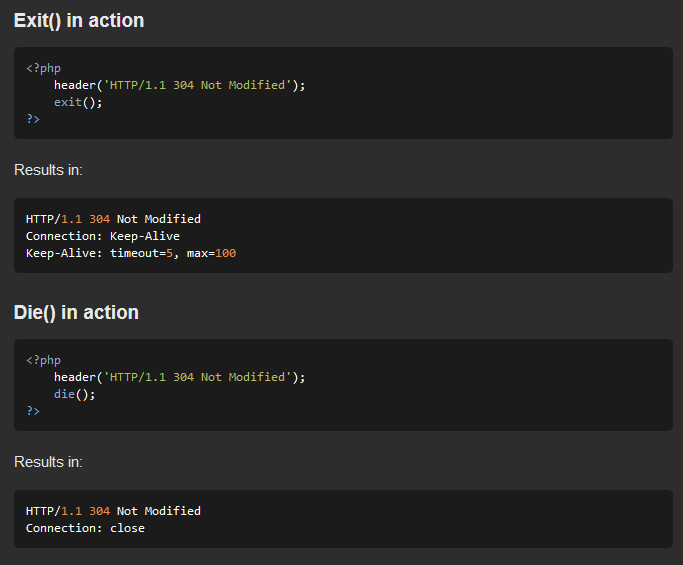 Exit() in action
<?php
    header('HTTP/1.1 304 Not Modified');
    exit();
?>
Results in:
HTTP/1.1 304 Not Modified
Connection: Keep-Alive
Keep-Alive: timeout=5, max=100
Die() in action
<?php
    header('HTTP/1.1 304 Not Modified');
    die();
?>
Results in:
HTTP/1.1 304 Not Modified
Connection: close